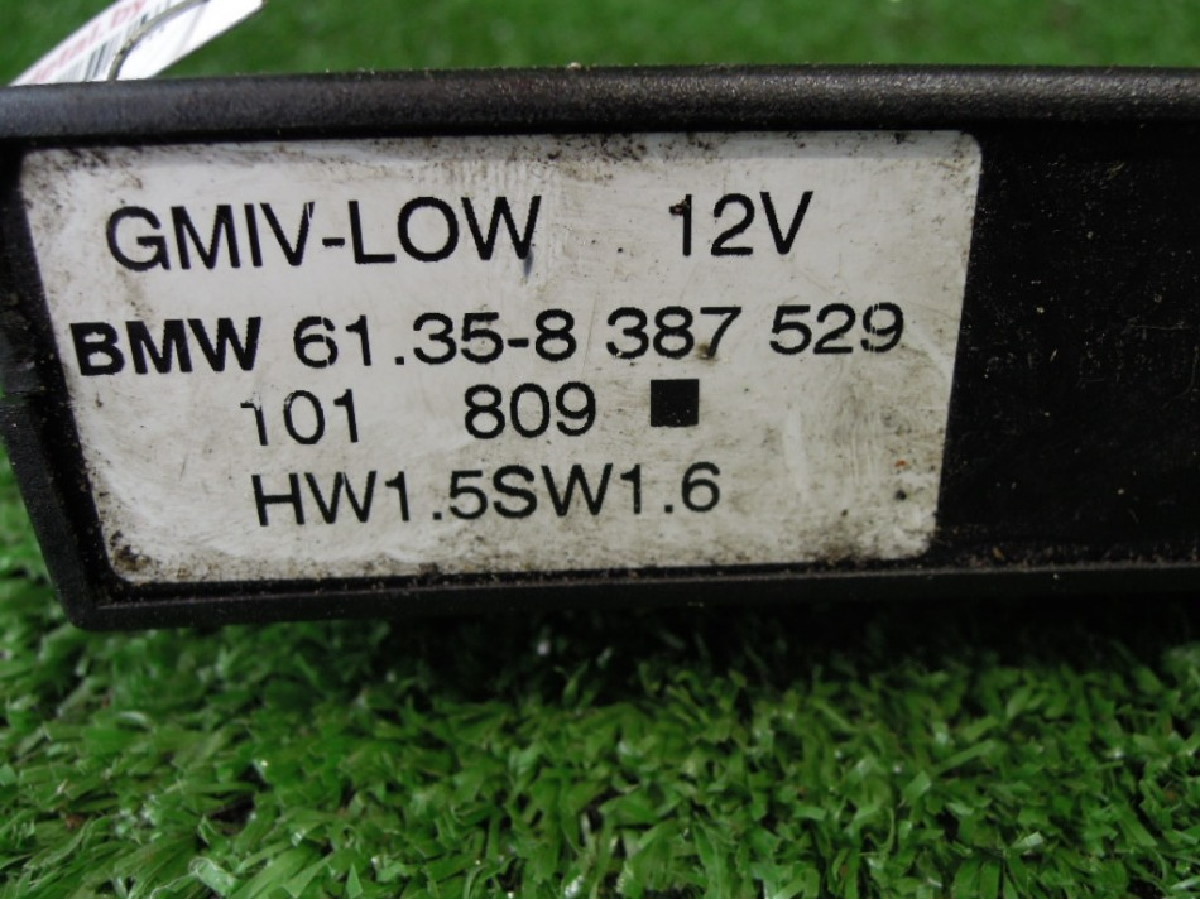 GMIV-LOW 12V
BMW 61.35-8 387 529
101 809 ■
HW1.5SW1.6